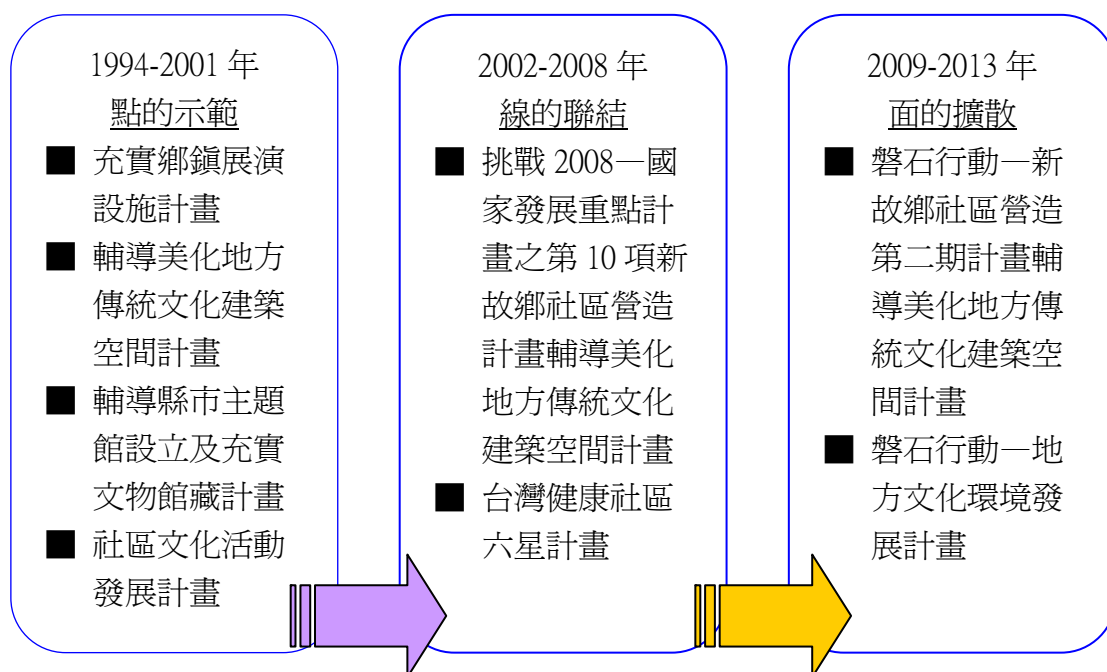 1994-2001 年
點的示範
■ 充實鄉鎮展演
設施計畫
■ 輔導美化地方
傳統文化建築
空間計畫
■ 輔導縣市主題
館設立及充實
文物館藏計畫
■ 社區文化活動
發展計畫
2002-2008 年
線的聯結
■ 挑戰 2008—國
家發展重點計
畫之第 10 項新
故鄉社區營造
計畫輔導美化
地方傳統文化
建築空間計畫
■ 台灣健康社區
六星計畫
2009-2013 年
面的擴散
■ 磐石行動—新
故鄉社區營造
第二期計畫輔
導美化地方傳
統文化建築空
間計畫
■ 磐石行動—地
方文化環境發
展計畫